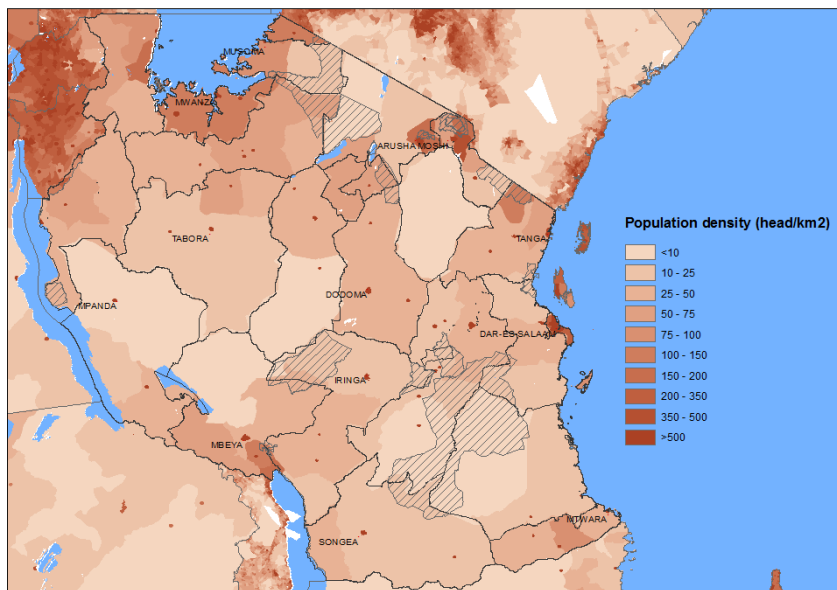 MUSOMA
MWANZA
ARUSHA MOSHI
TABORA
TANGA
MPANDA
DODOMA
DAR-ES-SALAAM
IRINGA
MBEYA
MTWARA
SONGEA
Population density (head/km2)
<10
10 - 25
25 - 50
50 - 75
75 - 100
100 - 150
150 - 200
200 - 350
350 - 500
>500